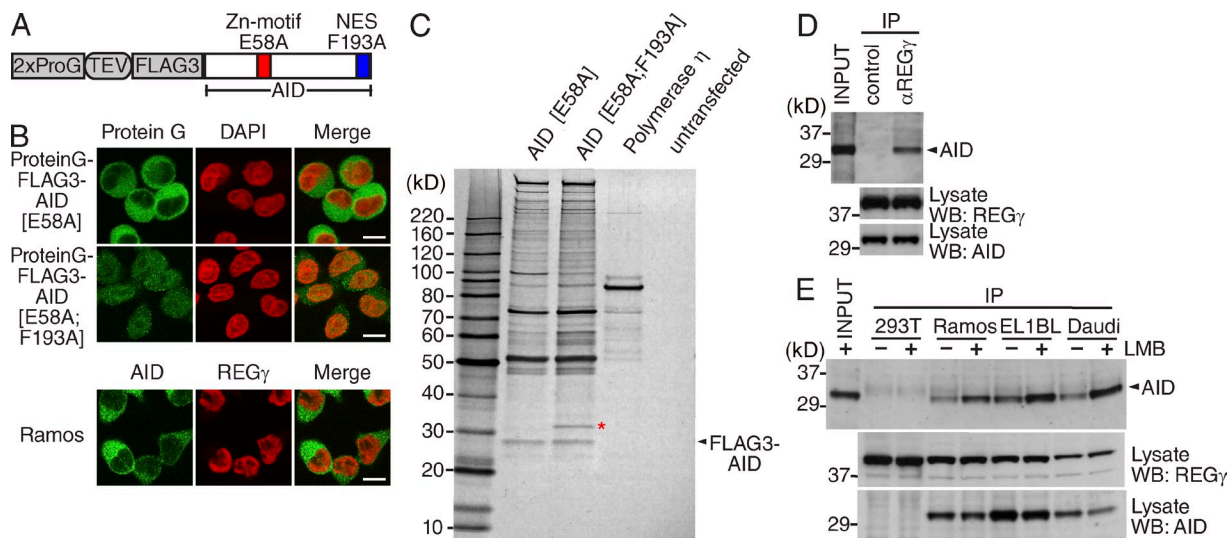 A
Zn-motif
E58A
NES
F193A
2xProG TEV FLAG3
AID
B
Protein G DAPI Merge
ProteinG-
FLAG3-
AID
[E58A]
ProteinG-
FLAG3-
AID
[E58A;
F193A]
AID REGγ Merge
Ramos
C
AID [E58A]
AID [E58A;F193A]
Polymerase η
untransfected
(kD)
220
160
120
100
80
70
60
50
40
30
20
10
*
FLAG3-
AID
D
IP
INPUT
control
αREGγ
(kD)
37
29
AID
37
Lysate
WB: REGγ
29
Lysate
WB: AID
E
IP
INPUT
293T Ramos EL1BL Daudi
(kD) + − + − + − + − + LMB
37
29
AID
37
Lysate
WB: REGγ
29
Lysate
WB: AID